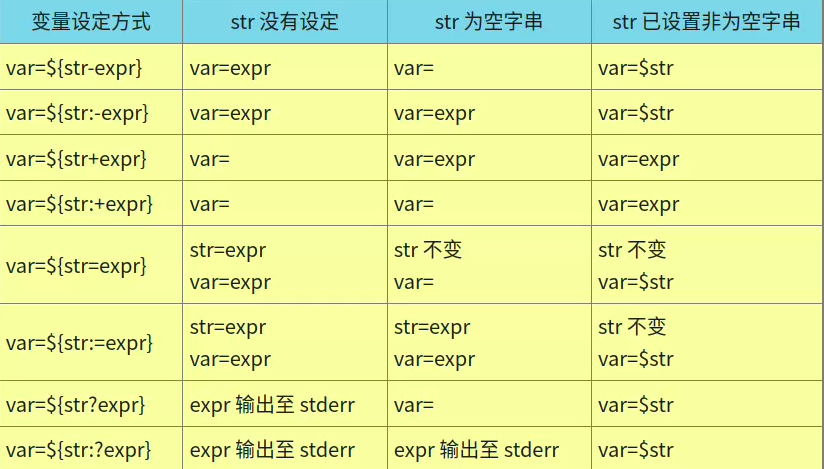 变量设定方式 str 没有设定 str 为空字串 str 已设置非为空字串
var=${str-expr} var=expr var= var=$str
var=${str:-expr} var=expr var=expr var=$str
var=${str+expr} var= var=expr var=expr
var=${str:+expr} var= var= var=expr
var=${str=expr} str=expr var=expr str 不变 var= str 不变 var=$str
var=${str:=expr} str=expr var=expr str=expr var=expr str 不变 var=$str
var=${str?expr} expr 输出至 stderr var= var=$str
var=${str:?expr} expr 输出至 stderr expr 输出至 stderr var=$str